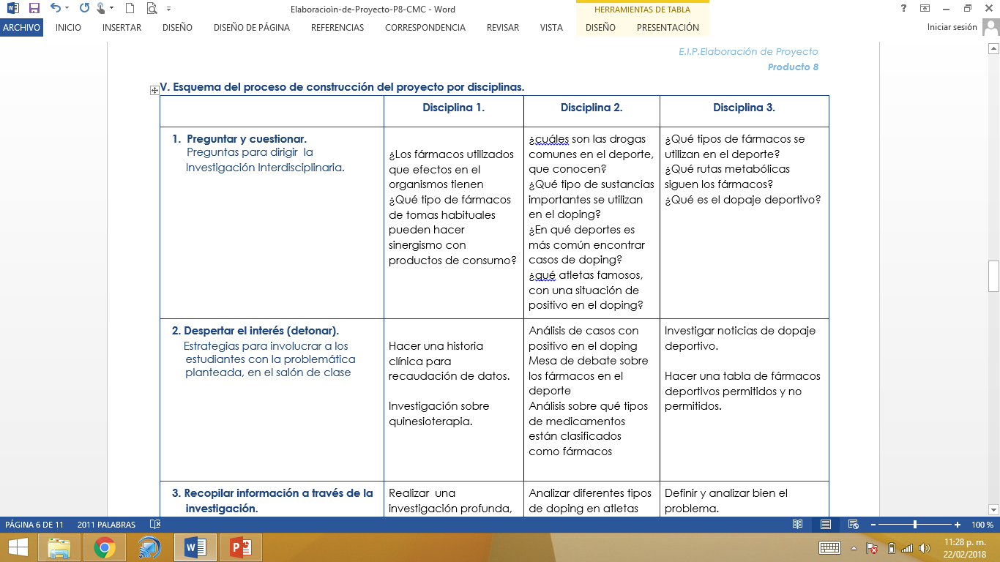 Elaboracioìn-de-Proyecto-P8-CMC - Word
HERRAMIENTAS DE TABLA
ARCHIVO INICIO INSERTAR DISEÑO DISEÑO DE PÁGINA REFERENCIAS CORRESPONDENCIA REVISAR VISTA DISEÑO PRESENTACIÓN Iniciar sesión
E.I.P.Elaboración de Proyecto
Producto 8
V. Esquema del proceso de construcción del proyecto por disciplinas.
Disciplina 1. Disciplina 2. Disciplina 3.
1. Preguntar y cuestionar.
Preguntas para dirigir la
Investigación Interdisciplinaria.
¿Los fármacos utilizados
que efectos en el
organismos tienen
¿Qué tipo de fármacos
de tomas habituales
pueden hacer
sinergismo con
productos de consumo?
¿cuáles son las drogas
comunes en el deporte,
que conocen?
¿Qué tipo de sustancias
importantes se utilizan
en el doping?
¿En qué deportes es
más común encontrar
casos de doping?
¿qué atletas famosos,
con una situación de
positivo en el doping?
¿Qué tipos de fármacos se
utilizan en el deporte?
¿Qué rutas metabólicas
siguen los fármacos?
¿Qué es el dopaje deportivo?
2. Despertar el interés (detonar).
Estrategias para involucrar a los
estudiantes con la problemática
planteada, en el salón de clase
Hacer una historia
clínica para
recaudación de datos.
Investigación sobre
quinesioterapia.
Análisis de casos con
positivo en el doping
Mesa de debate sobre
los fármacos en el
deporte
Análisis sobre qué tipos
de medicamentos
están clasificados
como fármacos
Investigar noticias de dopaje
deportivo.
Hacer una tabla de fármacos
deportivos permitidos y no
permitidos.
3. Recopilar información a través de la
investigación.
Realizar una
investigación profunda,
Analizar diferentes tipos
de doping en atletas
Definir y analizar bien el
problema.
PÁGINA 6 DE 11 2011 PALABRAS 100 %
11:28 p. m.
22/02/2018